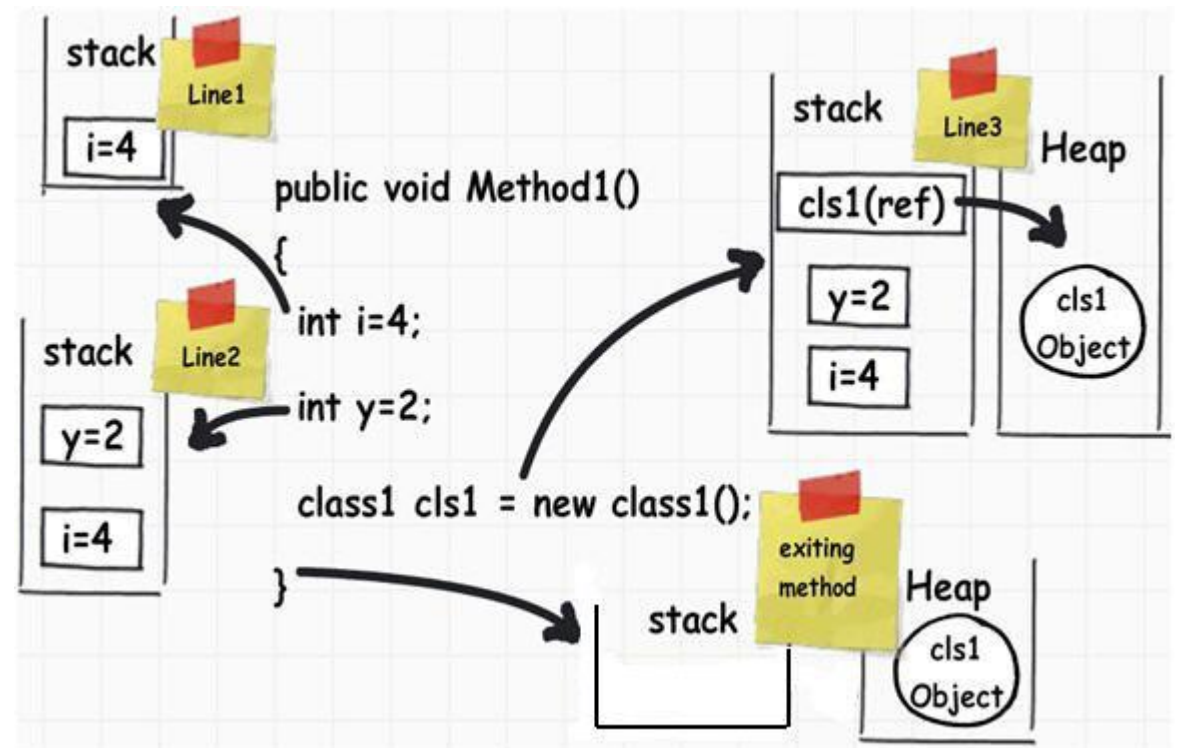 stack
Line1
i=4
public void Method1()
{
int i=4;
int y=2;
class1 cls1 = new class1();
}
stack
Line2
y=2
i=4
stack
Line3
Heap
cls1(ref)
y=2
i=4
cls1
Object
exiting
method
stack
Heap
cls1
Object